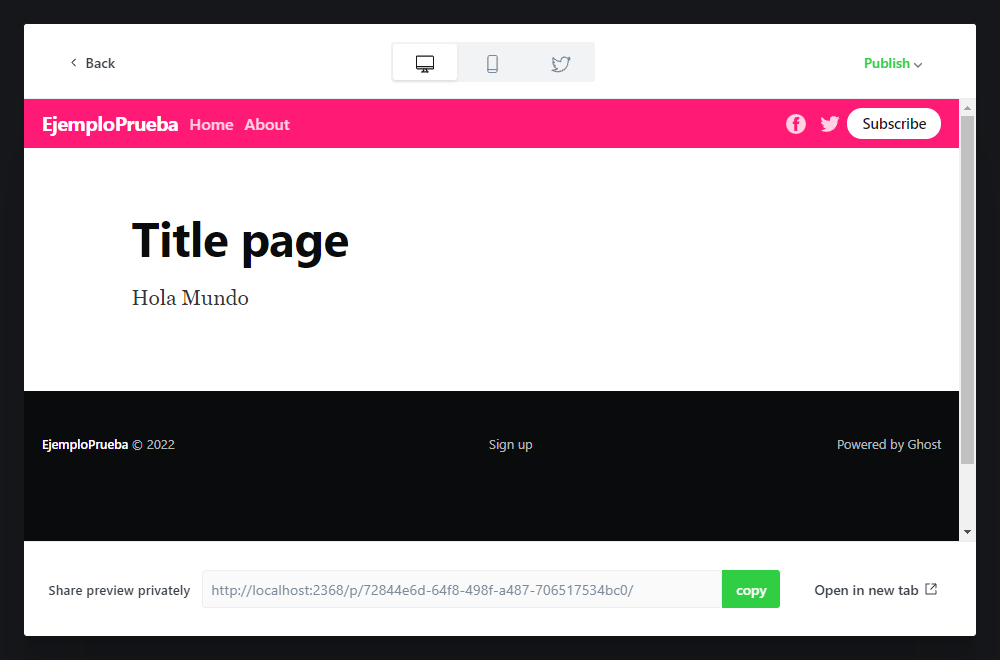 Back
Publish
EjemploPrueba Home About Subscribe
Title page
Hola Mundo
EjemploPrueba © 2022 Sign up Powered by Ghost
Share preview privately http://localhost:2368/p/72844e6d-64f8-498f-a487-706517534bc0/ copy Open in new tab